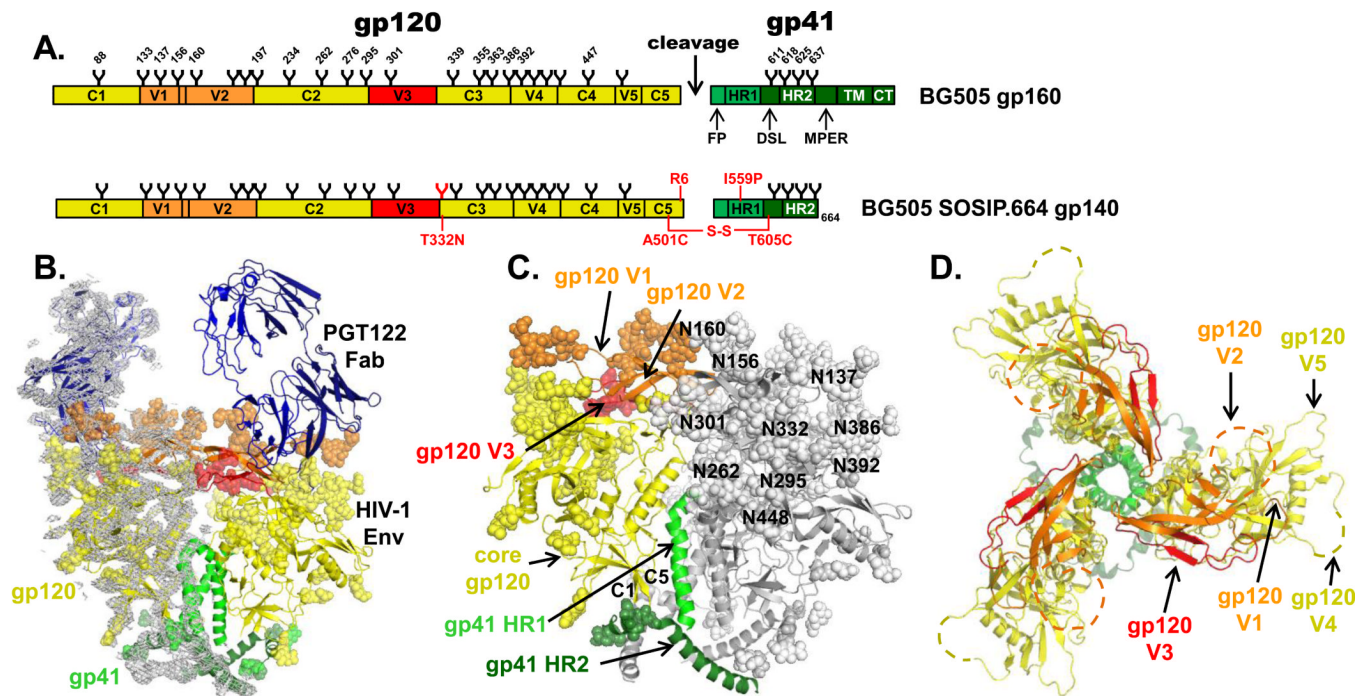 gp120
gp41
A.
cleavage
88
133
137
156
160
197
234
262
276
295
301
339
355
363
386
392
447
611
618
625
637
C1
V1
V2
C2
V3
C3
V4
C4
V5
C5
HR1
HR2
TM
CT
BG505 gp160
FP
DSL
MPER
R6
I559P
C1
V1
V2
C2
V3
C3
V4
C4
V5
C5
HR1
HR2
664
BG505 SOSIP.664 gp140
T332N
A501C
S-S
T605C
B.
PGT122
Fab
HIV-1
Env
gp120
gp41
C.
gp120 V1
gp120 V2
N160
N156
N137
N301
N332
N386
gp120 V3
N262
N392
N295
N448
core
gp120
C1
C5
gp41 HR1
gp41 HR2
D.
gp120
V2
gp120
V5
gp120
V3
gp120
V1
gp120
V4